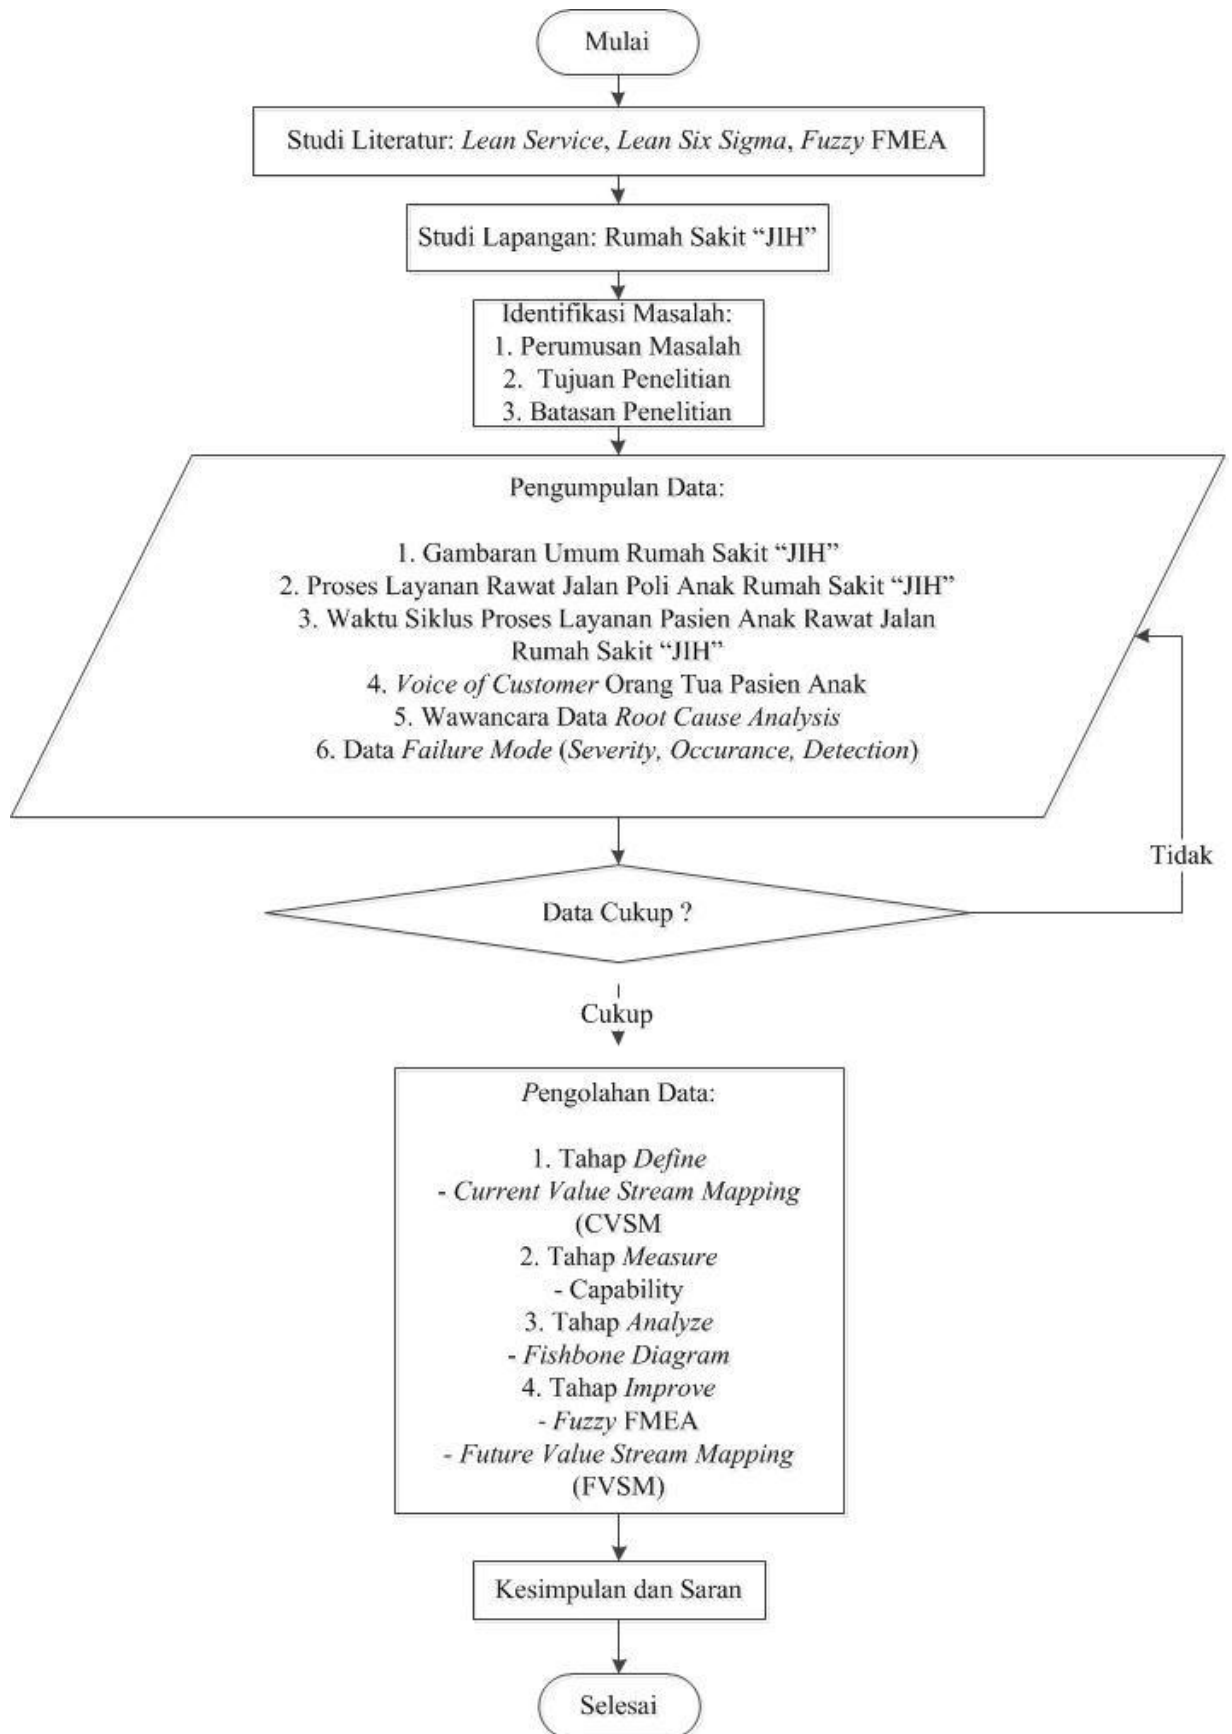 Mulai
Studi Literatur: Lean Service, Lean Six Sigma, Fuzzy FMEA
Studi Lapangan: Rumah Sakit “JIH”
Identifikasi Masalah:
1. Perumusan Masalah
2. Tujuan Penelitian
3. Batasan Penelitian
Pengumpulan Data:
1. Gambaran Umum Rumah Sakit “JIH”
2. Proses Layanan Rawat Jalan Poli Anak Rumah Sakit “JIH”
3. Waktu Siklus Proses Layanan Pasien Anak Rawat Jalan
Rumah Sakit “JIH”
4. Voice of Customer Orang Tua Pasien Anak
5. Wawancara Data Root Cause Analysis
6. Data Failure Mode (Severity, Occurance, Detection)
Tidak
Data Cukup ?
Cukup
Pengolahan Data:
1. Tahap Define
- Current Value Stream Mapping
(CVSM
2. Tahap Measure
- Capability
3. Tahap Analyze
- Fishbone Diagram
4. Tahap Improve
- Fuzzy FMEA
- Future Value Stream Mapping
(FVSM)
Kesimpulan dan Saran
Selesai